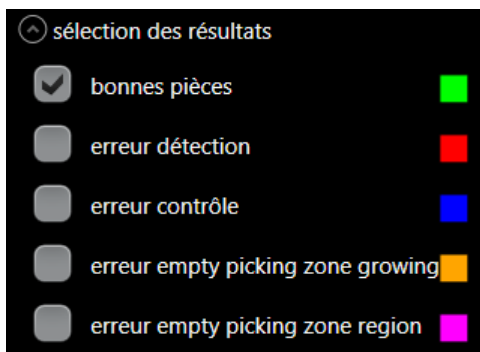 sélection des résultats
bonnes pièces
erreur détection
erreur contrôle
erreur empty picking zone growing
erreur empty picking zone region